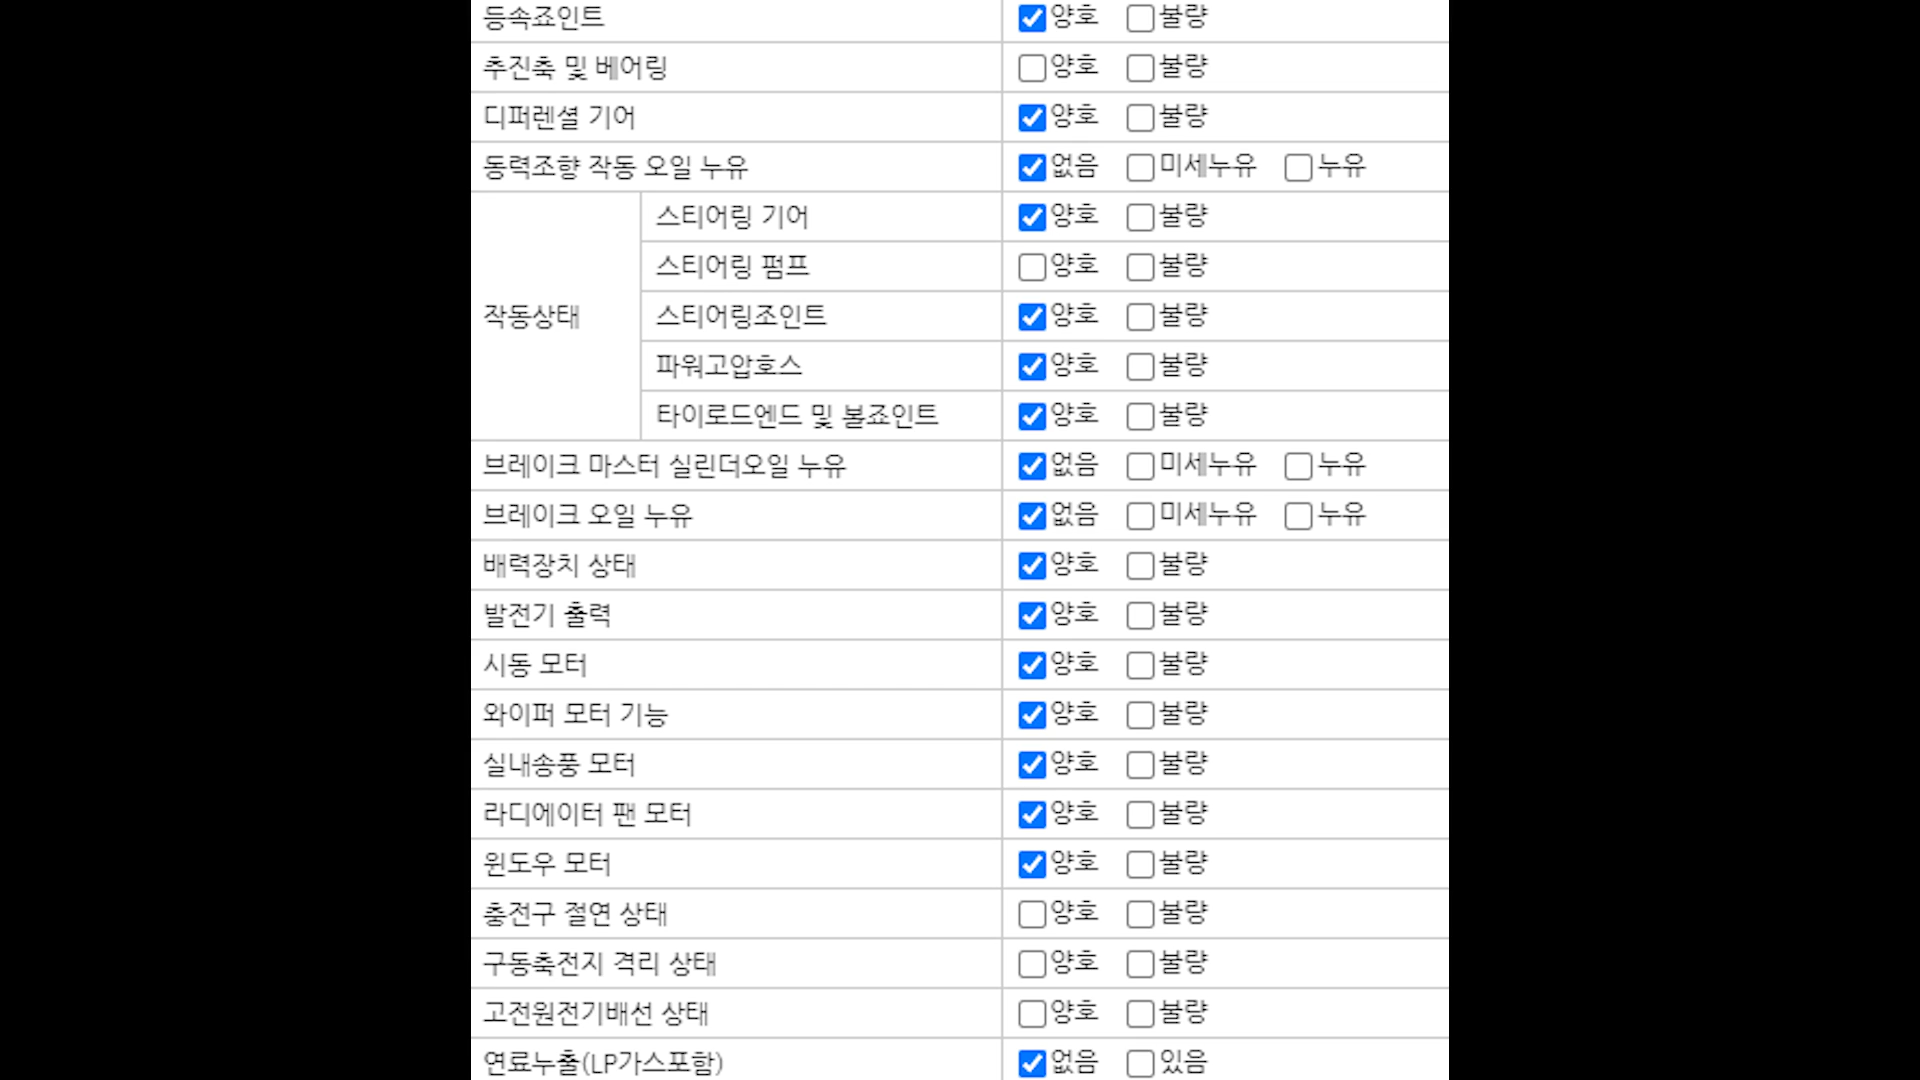 등속죠인트 양호 불량
추진축 및 베어링 양호 불량
디퍼렌셜 기어 양호 불량
동력조향 작동 오일 누유 없음 미세누유 누유
스티어링 기어 양호 불량
스티어링 펌프 양호 불량
작동상태 스티어링조인트 양호 불량
파워고압호스 양호 불량
타이로드엔드 및 볼죠인트 양호 불량
브레이크 마스터 실린더오일 누유 없음 미세누유 누유
브레이크 오일 누유 없음 미세누유 누유
배력장치 상태 양호 불량
발전기 출력 양호 불량
시동 모터 양호 불량
와이퍼 모터 기능 양호 불량
실내송풍 모터 양호 불량
라디에이터 팬 모터 양호 불량
윈도우 모터 양호 불량
충전구 절연 상태 양호 불량
구동축전지 격리 상태 양호 불량
고전원전기배선 상태 양호 불량
연료누출(LP가스포함) 없음 있음